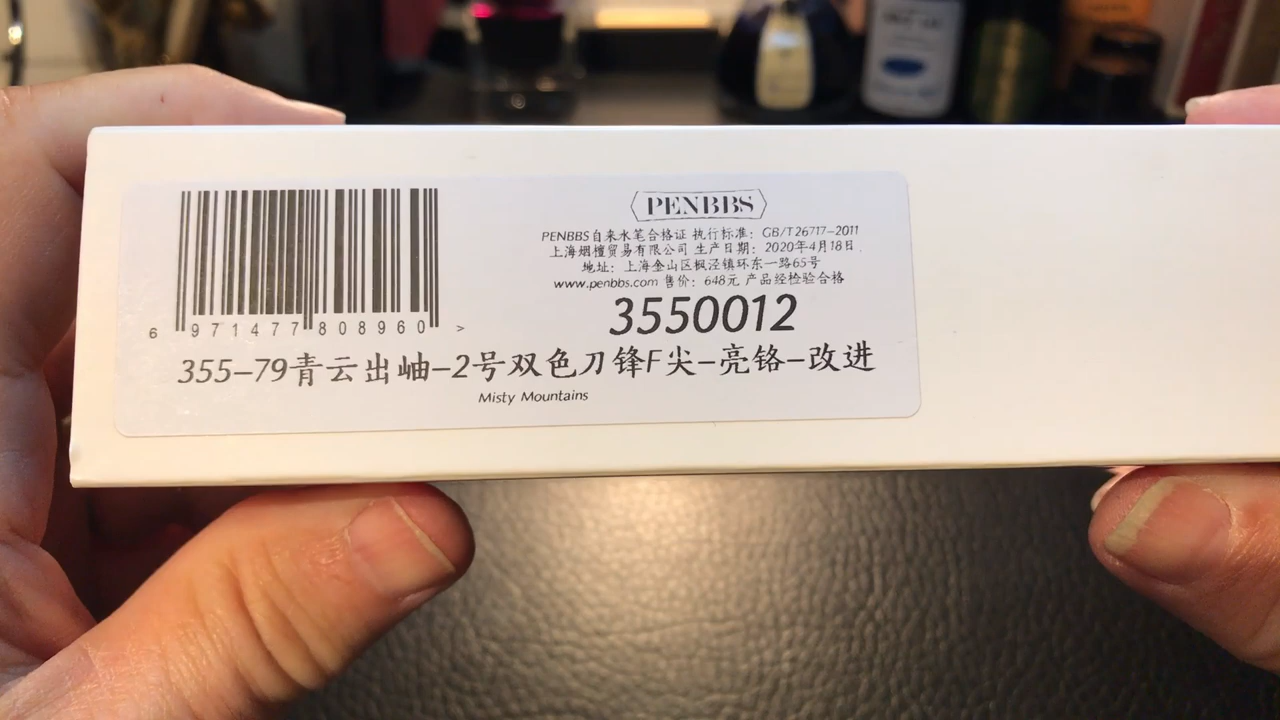 PENBBS
PENBBS自来水笔合格证 执行标准：GB/T 26717-2011
上海烟檀贸易有限公司 生产日期：2020年4月18日.
地址：上海金山区枫泾镇环东一路65号
www.penbbs.com 售价：648元 产品经检验合格
3550012
6 971477 808960 >
355-79青云出岫-2号双色刀锋F尖-亮铬-改进
Misty Mountains